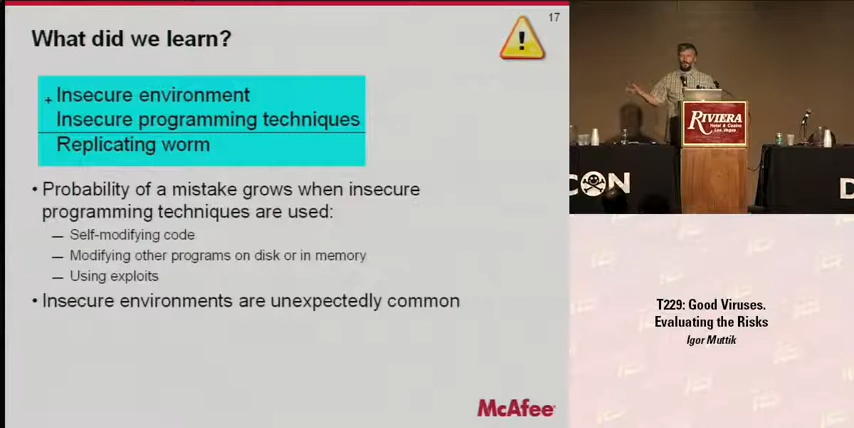 17
What did we learn?
+ Insecure environment
Insecure programming techniques
Replicating worm
• Probability of a mistake grows when insecure
programming techniques are used:
— Self-modifying code
— Modifying other programs on disk or in memory
— Using exploits
• Insecure environments are unexpectedly common
McAfee
RIVIERA
Hotel & Casino
Las Vegas
CON
D
T229: Good Viruses.
Evaluating the Risks
Igor Muttik